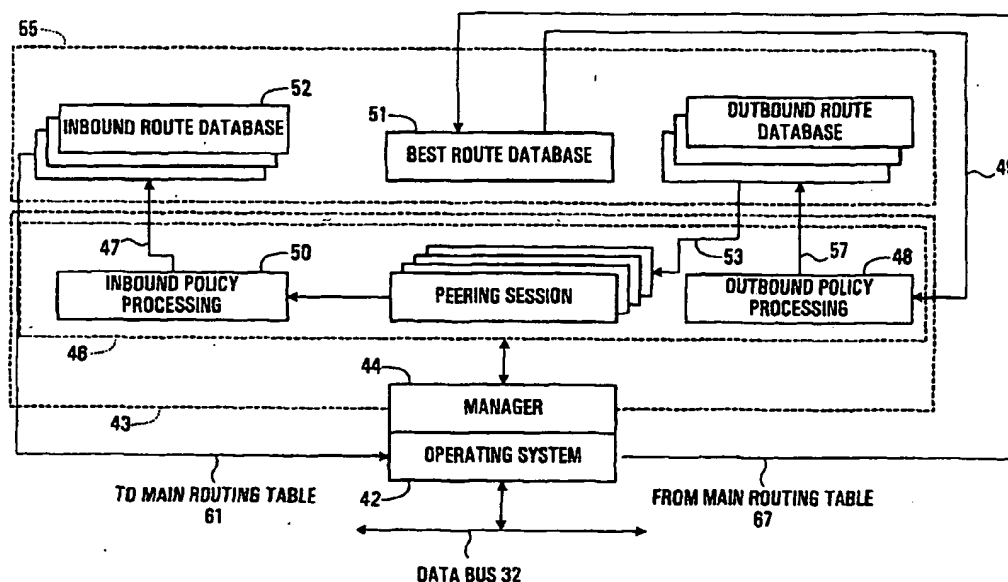 55
52
INBOUND ROUTE DATABASE
51
BEST ROUTE DATABASE
OUTBOUND ROUTE
DATABASE
49
47
50
INBOUND POLICY
PROCESSING
PEERING SESSION
53
57
48
OUTBOUND POLICY
PROCESSING
46
44
MANAGER
43
OPERATING SYSTEM
TO MAIN ROUTING TABLE
61
42
FROM MAIN ROUTING TABLE
67
DATA BUS 32